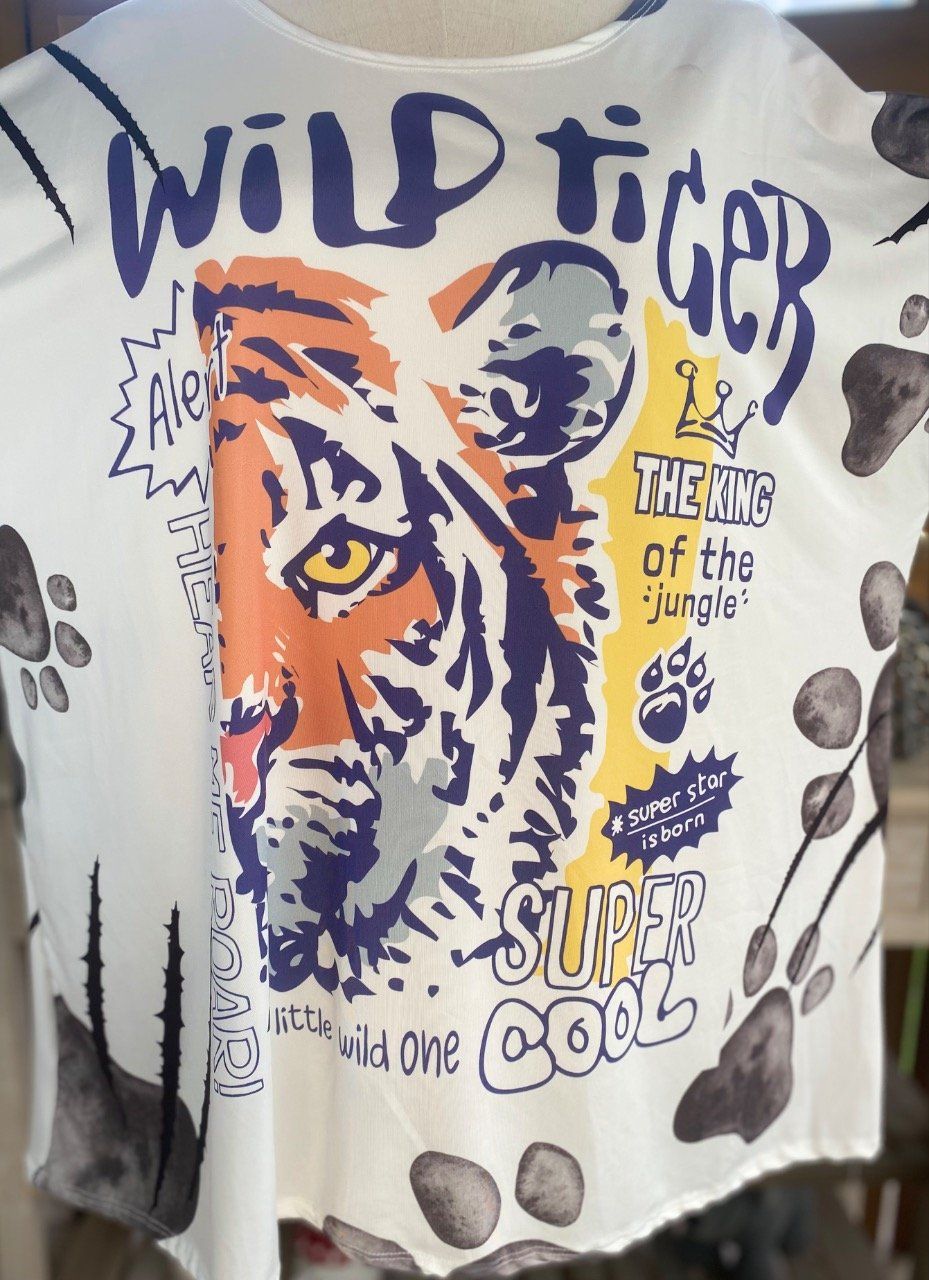 WiLD tiGeR
Alert
HEAR ME ROAR!
THE KING
of the
jungle
* super star
is born
SUPER
COOL
little wild one